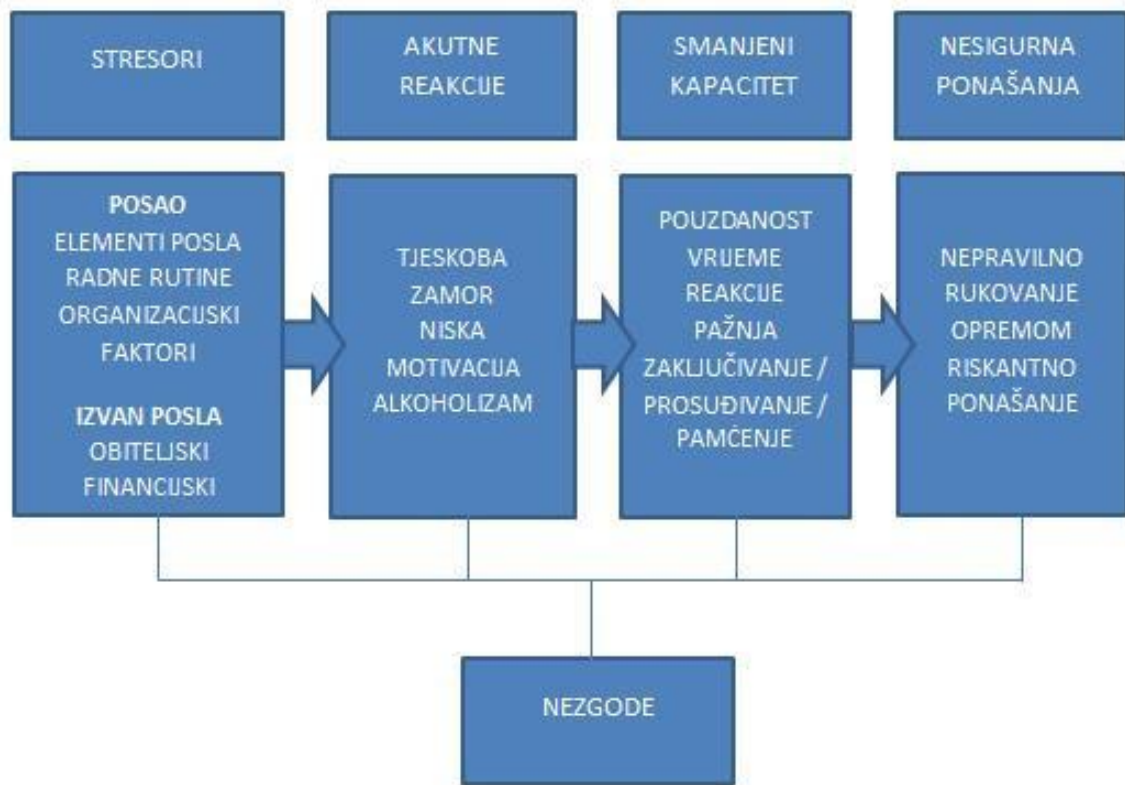 STRESORI
AKUTNE
REAKCIJE
SMANJENI
KAPACITET
NESIGURNA
PONAŠANJA
POSAO
ELEMENTI POSLA
RADNE RUTINE
ORGANIZACIJSKI
FAKTORI
IZVAN POSLA
OBITELJSKI
FINANCIJSKI
TJESKOBA
ZAMOR
NISKA
MOTIVACIJA
ALKOHOLIZAM
POUZDANOST
VRIJEME
REAKCIJE
PAŽNJA
ZAKLJUČIVANJE /
PROSUĐIVANJE /
PAMĆENJE
NEPRAVILNO
RUKOVANJE
OPREMOM
RISKANTNO
PONAŠANJE
NEZGODE